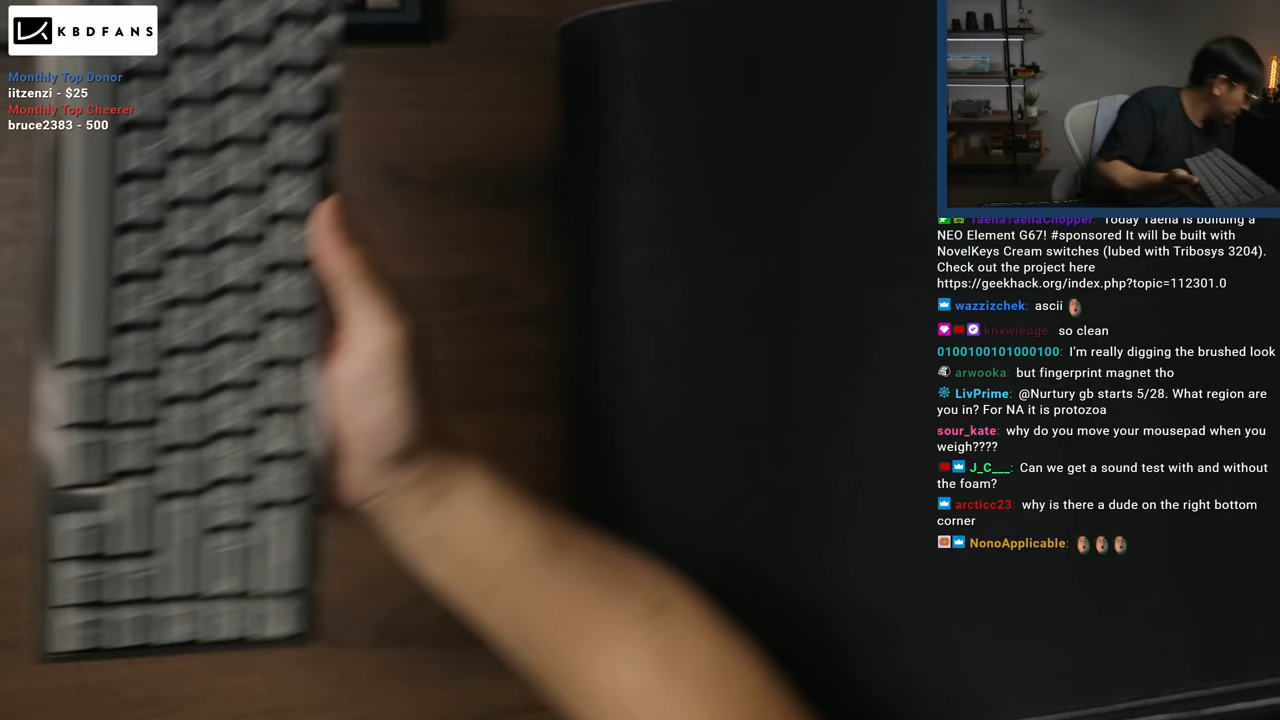 KBDFANS
Monthly Top Donor
iitzenzi - $25
Monthly Top Cheerer
bruce2383 - 500
TaehaTaehaChopper: Today Taeha is building a
NEO Element G67! #sponsored It will be built with
NovelKeys Cream switches (lubed with Tribosys 3204).
Check out the project here
https://geekhack.org/index.php?topic=112301.0
wazzizchek: ascii
knxwledge: so clean
0100100101000100: I'm really digging the brushed look
arwooka: but fingerprint magnet tho
LivPrime: @Nurtury gb starts 5/28. What region are
you in? For NA it is protozoa
sour_kate: why do you move your mousepad when you
weigh????
J_C___: Can we get a sound test with and without
the foam?
arcticc23: why is there a dude on the right bottom
corner
NonoApplicable: